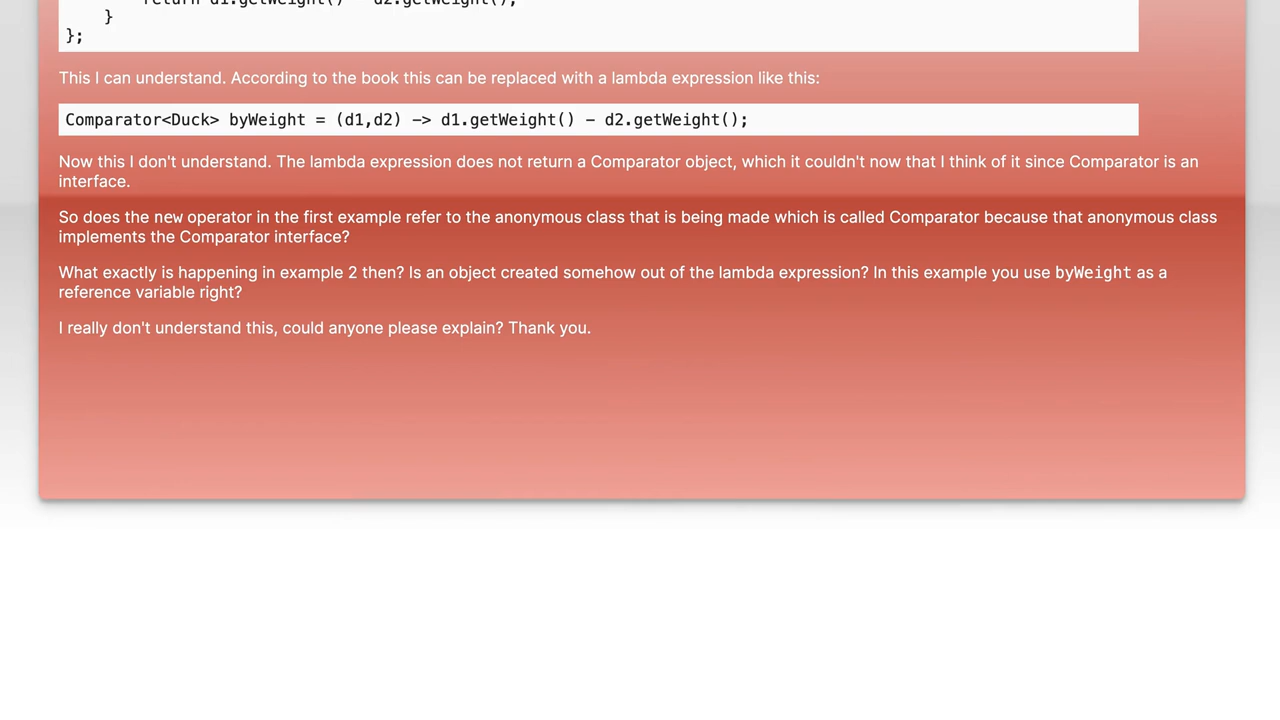 return d1.getWeight() - d2.getWeight();
}
};
This I can understand. According to the book this can be replaced with a lambda expression like this:
Comparator<Duck> byWeight = (d1,d2) -> d1.getWeight() - d2.getWeight();
Now this I don't understand. The lambda expression does not return a Comparator object, which it couldn't now that I think of it since Comparator is an
interface.
So does the new operator in the first example refer to the anonymous class that is being made which is called Comparator because that anonymous class
implements the Comparator interface?
What exactly is happening in example 2 then? Is an object created somehow out of the lambda expression? In this example you use byWeight as a
reference variable right?
I really don't understand this, could anyone please explain? Thank you.